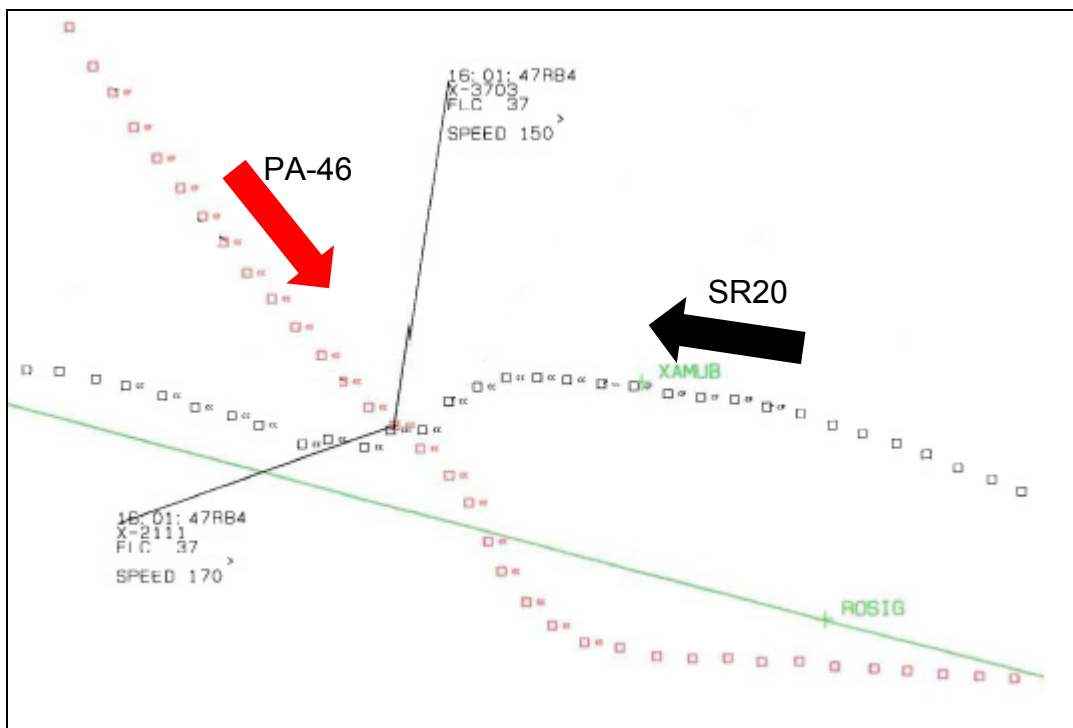 16:01:47RB4
X-3703
FLC 37
>
SPEED 150
PA-46
SR20
XAMUB
16:01:47RB4
X-2111
FLC 37
>
SPEED 170
ROSIG